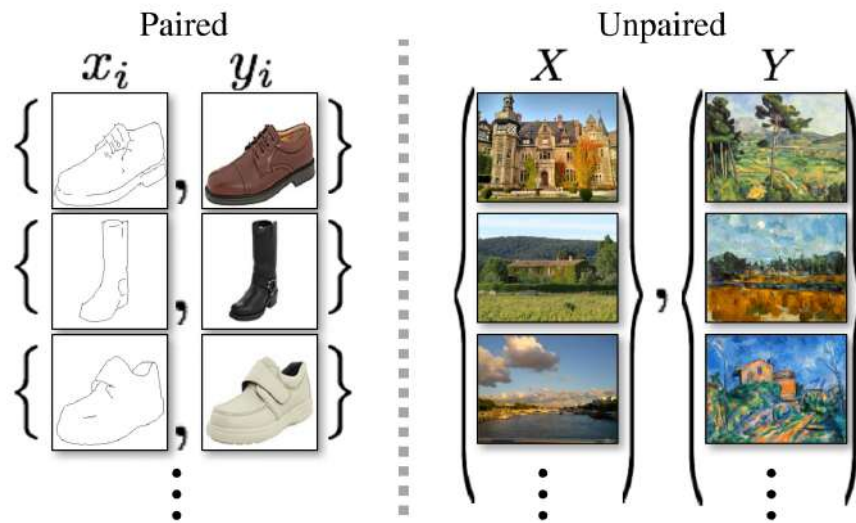 Paired
Unpaired
x_i
y_i
X
Y
{ , }
{ , }
{ , }
⋮
{ } , { }
⋮
⋮